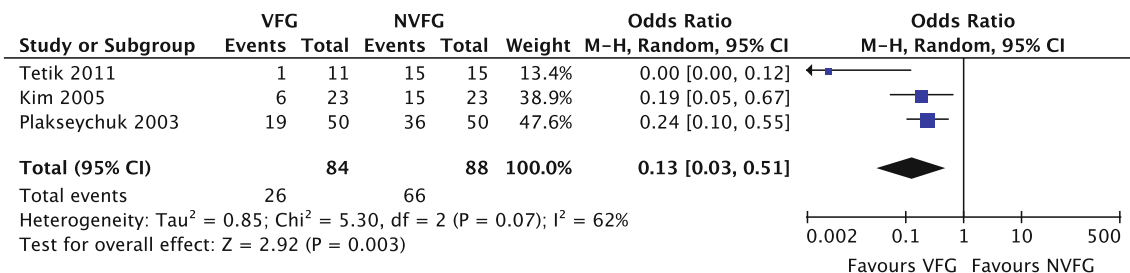 VFG NVFG Odds Ratio Odds Ratio
Study or Subgroup Events Total Events Total Weight M-H, Random, 95% CI M-H, Random, 95% CI
Tetik 2011 1 11 15 15 13.4% 0.00 [0.00, 0.12]
Kim 2005 6 23 15 23 38.9% 0.19 [0.05, 0.67]
Plakseychuk 2003 19 50 36 50 47.6% 0.24 [0.10, 0.55]
Total (95% CI) 84 88 100.0% 0.13 [0.03, 0.51]
Total events 26 66
Heterogeneity: Tau² = 0.85; Chi² = 5.30, df = 2 (P = 0.07); I² = 62%
Test for overall effect: Z = 2.92 (P = 0.003)
0.002 0.1 1 10 500
Favours VFG Favours NVFG